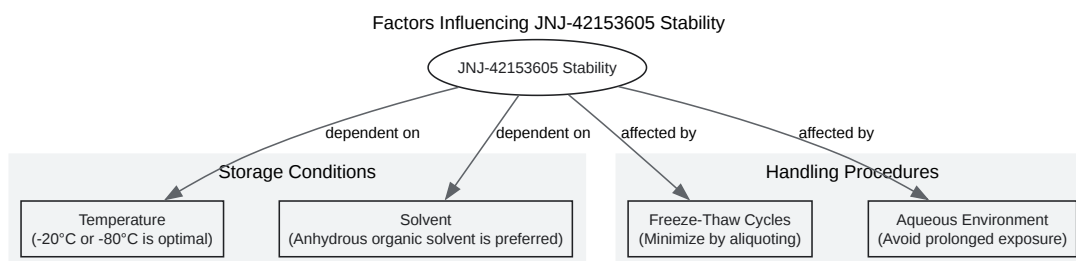 Factors Influencing JNJ-42153605 Stability
JNJ-42153605 Stability
dependent on
dependent on
affected by
affected by
Storage Conditions
Handling Procedures
Temperature
(-20°C or -80°C is optimal)
Solvent
(Anhydrous organic solvent is preferred)
Freeze-Thaw Cycles
(Minimize by aliquoting)
Aqueous Environment
(Avoid prolonged exposure)